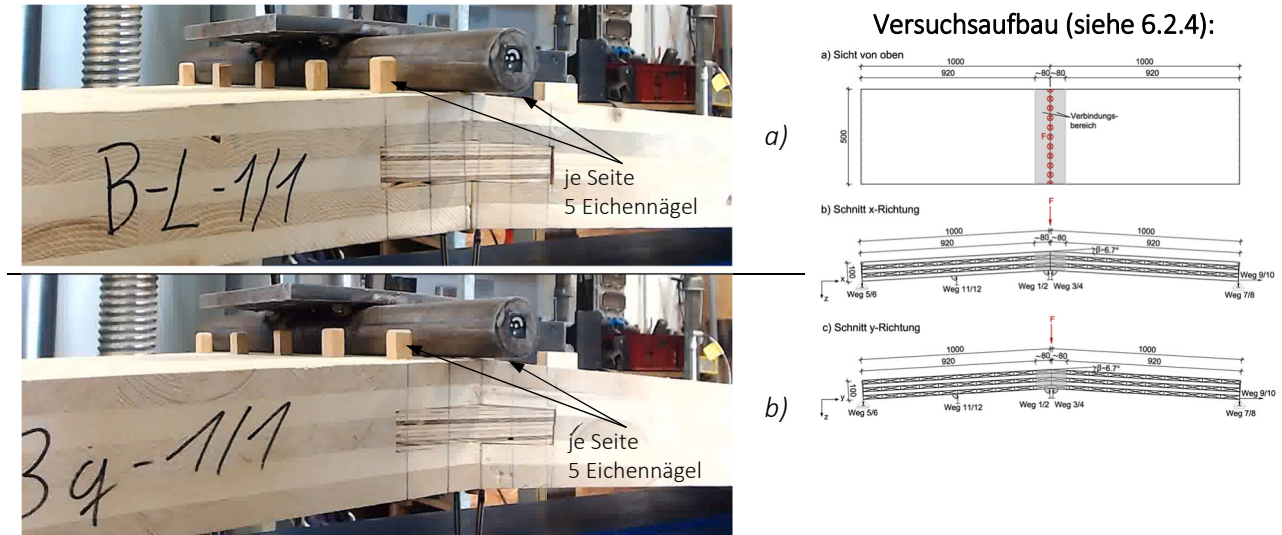 B-L-1/1
je Seite
5 Eichennägel
a)
Bq-1/1
je Seite
5 Eichennägel
b)
Versuchsaufbau (siehe 6.2.4):
a) Sicht von oben
1000 1000
920 ~80 ~80 920
500
F
Verbindungs-
bereich
b) Schnitt x-Richtung
F
1000 1000
920 ~80 ~80 920
β~6.7°
100
x
z
Weg 5/6
Weg 11/12
Weg 1/2 Weg 3/4
Weg 9/10
Weg 7/8
c) Schnitt y-Richtung
F
1000 1000
920 ~80 ~80 920
β~6.7°
100
y
z
Weg 5/6
Weg 11/12
Weg 1/2 Weg 3/4
Weg 9/10
Weg 7/8